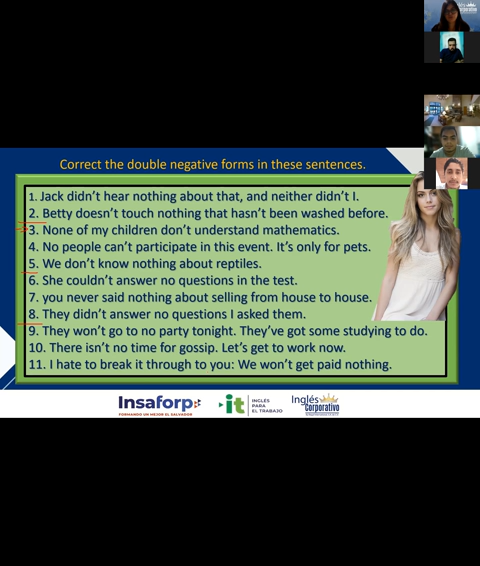 Correct the double negative forms in these sentences.
1. Jack didn't hear nothing about that, and neither didn't I.
2. Betty doesn't touch nothing that hasn't been washed before.
3. None of my children don't understand mathematics.
4. No people can't participate in this event. It's only for pets.
5. We don't know nothing about reptiles.
6. She couldn't answer no questions in the test.
7. you never said nothing about selling from house to house.
8. They didn't answer no questions I asked them.
9. They won't go to no party tonight. They've got some studying to do.
10. There isn't no time for gossip. Let's get to work now.
11. I hate to break it through to you: We won't get paid nothing.
Insaforp
FORMANDO UN MEJOR EL SALVADOR
it
INGLÉS
PARA
EL TRABAJO
Inglés
Corporativo